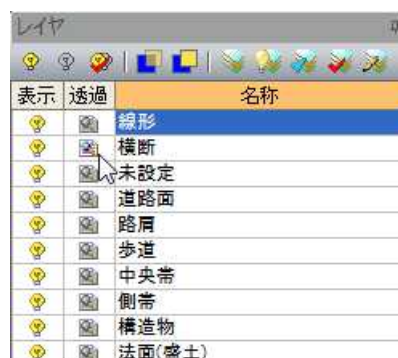 レイヤ
表示 透過 名称
線形
横断
未設定
道路面
路肩
歩道
中央帯
側帯
構造物
法面(盛土)